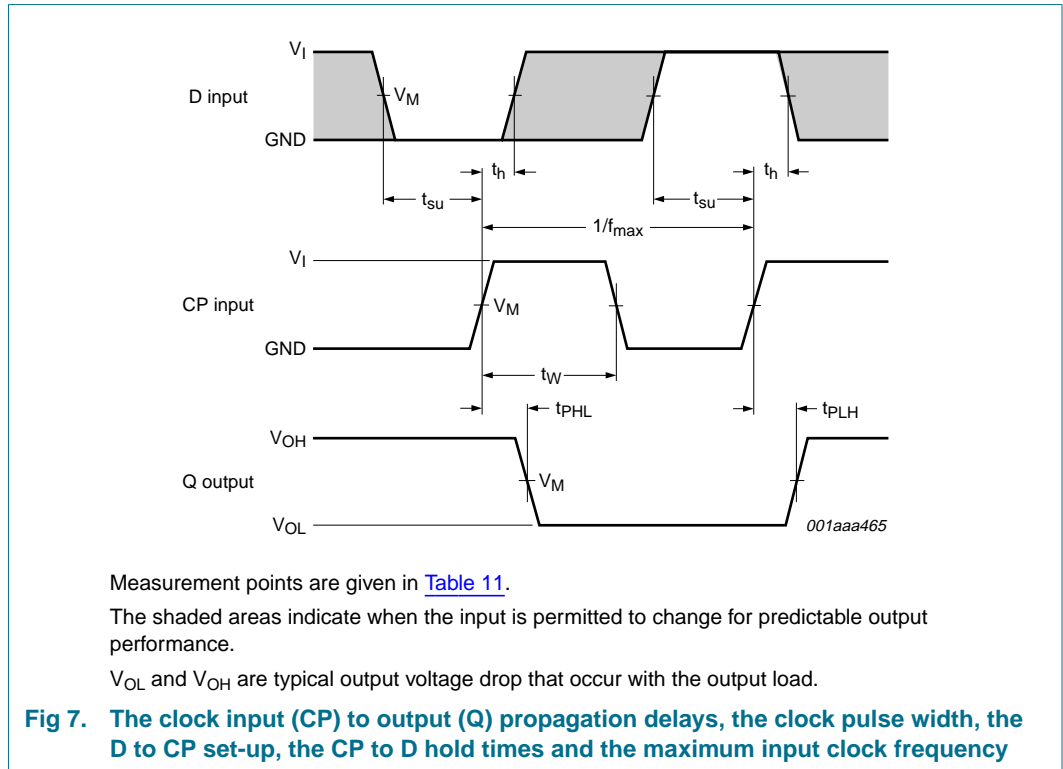 V_I
D input
V_M
GND
t_h
t_h
t_su
t_su
1/f_max
V_I
CP input
V_M
GND
t_W
t_PHL
t_PLH
V_OH
Q output
V_M
V_OL
001aaa465
Measurement points are given in Table 11.
The shaded areas indicate when the input is permitted to change for predictable output
performance.
V_OL and V_OH are typical output voltage drop that occur with the output load.
Fig 7. The clock input (CP) to output (Q) propagation delays, the clock pulse width, the
D to CP set-up, the CP to D hold times and the maximum input clock frequency